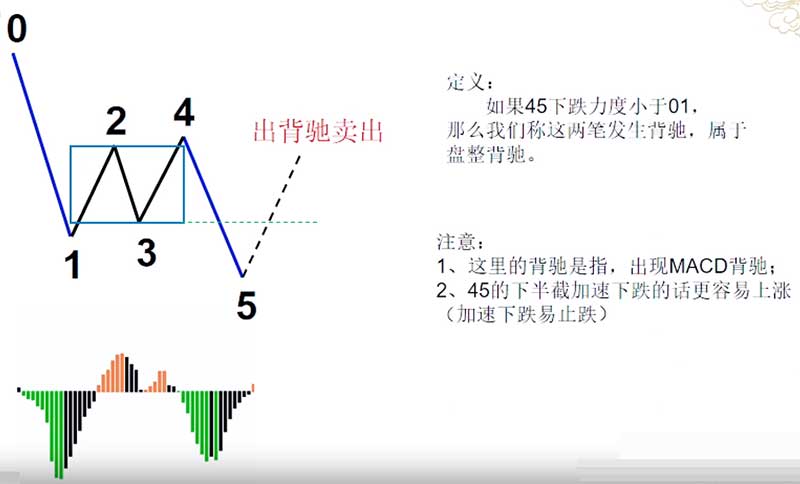 0
2
4
出背驰卖出
1
3
5
定义：
如果45下跌力度小于01，
那么我们称这两笔发生背驰，属于
盘整背驰。
注意：
1、这里的背驰是指，出现MACD背驰；
2、45的下半截加速下跌的话更容易上涨
（加速下跌易止跌）